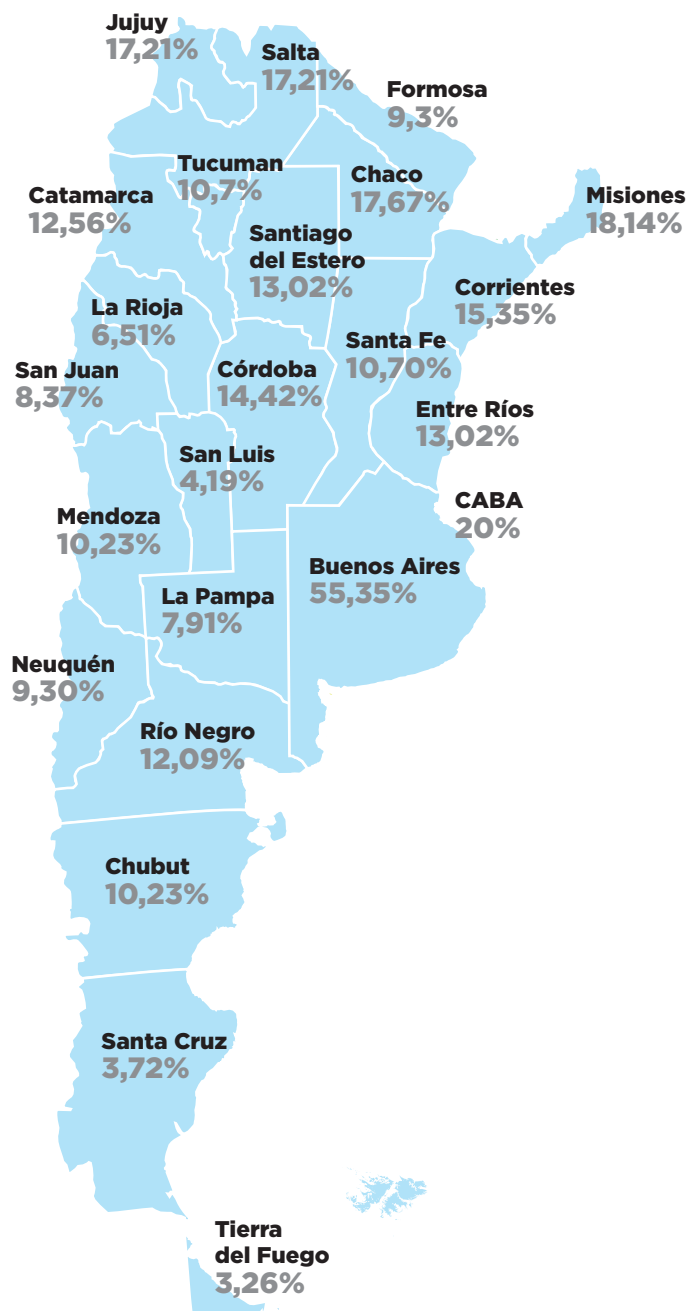 Jujuy
17,21%
Salta
17,21%
Formosa
9,3%
Tucuman
10,7%
Chaco
17,67%
Catamarca
12,56%
Misiones
18,14%
Santiago
del Estero
13,02%
Corrientes
15,35%
La Rioja
6,51%
Santa Fe
10,70%
San Juan
8,37%
Córdoba
14,42%
Entre Ríos
13,02%
San Luis
4,19%
CABA
20%
Mendoza
10,23%
Buenos Aires
55,35%
La Pampa
7,91%
Neuquén
9,30%
Río Negro
12,09%
Chubut
10,23%
Santa Cruz
3,72%
Tierra
del Fuego
3,26%